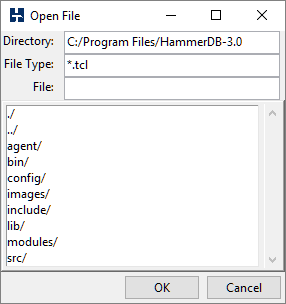 Open File
Directory: C:/Program Files/HammerDB-3.0
File Type: *.tcl
File:
./
../
agent/
bin/
config/
images/
include/
lib/
modules/
src/
OK Cancel